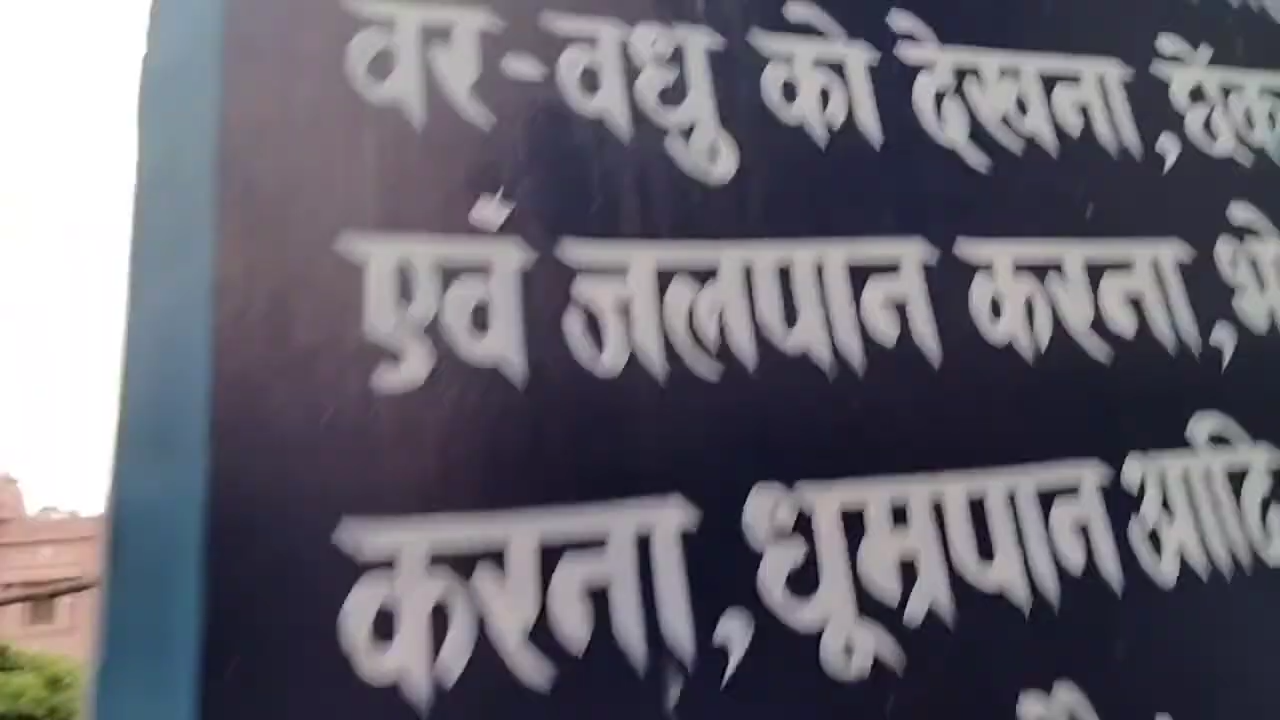 वर-वधु को देखना,
एवं जलपान करना,
करना, धूम्रपान आदि